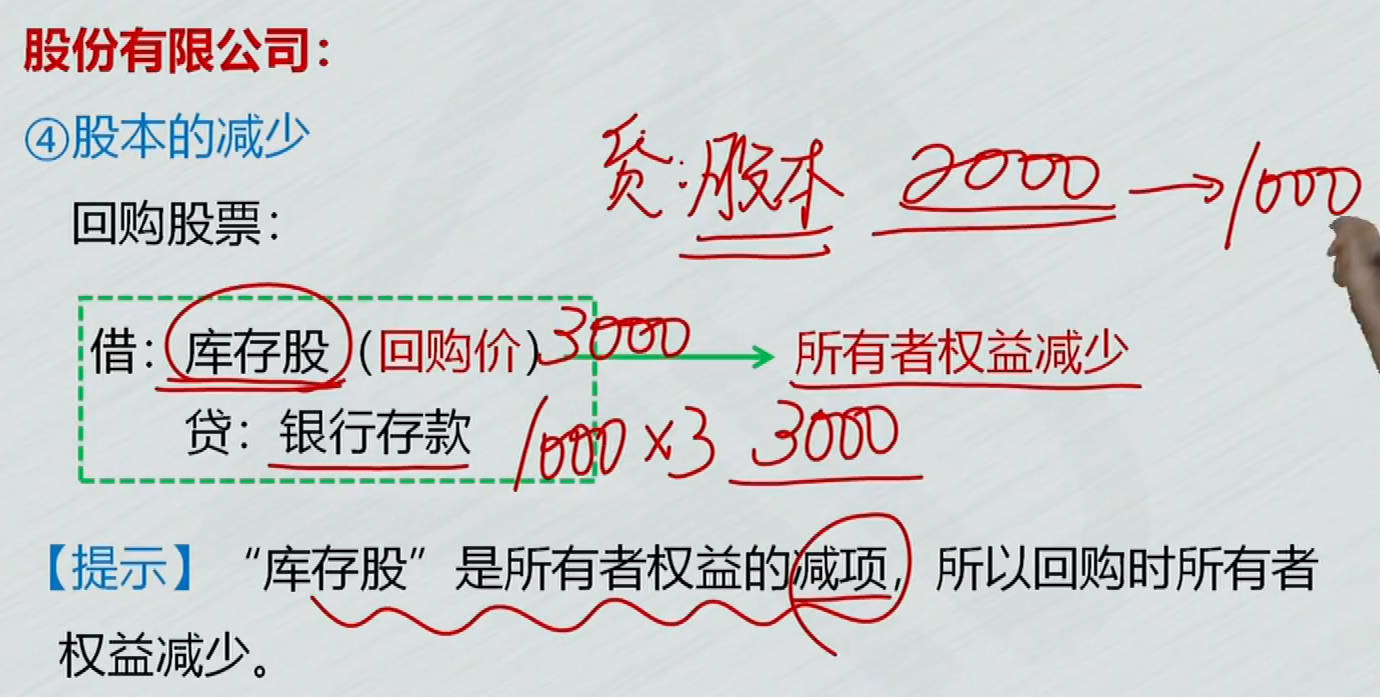 股份有限公司：
④股本的减少
贷：股本 2000 → 1000
回购股票：
借：库存股（回购价）3000 → 所有者权益减少
贷：银行存款 1000×3 3000
【提示】“库存股”是所有者权益的减项，所以回购时所有者
权益减少。